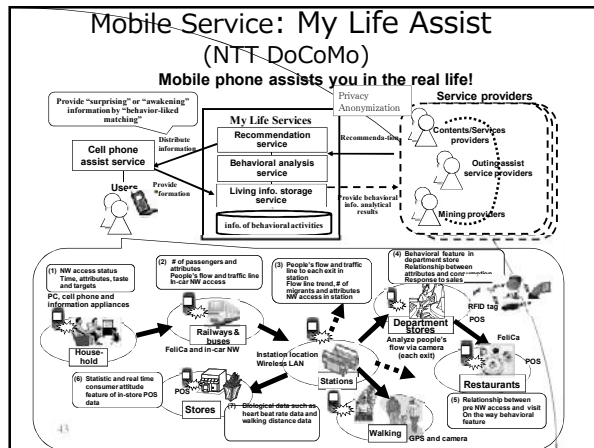 Mobile Service: My Life Assist
(NTT DoCoMo)
Mobile phone assists you in the real life!
Provide "surprising" or "awakening"
information by "behavior-liked
matching"
Privacy
Anonymization
Service providers
My Life Services
Recommendation
service
Behavioral analysis
service
Living info. storage
service
info. of behavioral activities
Distribute
information
Cell phone
assist service
Users
Provide
Recommenda-tion
Provide behavioral
info. analytical
results
Contents/Services
providers
Outing assist
service providers
Mining providers
(1) NW access status
Time, attributes, taste
and targets
PC, cell phone and
information appliances
House-
hold
(2) # of passengers and
attributes
People's flow and traffic line
In-car NW access
Railways & buses
FeliCa and in-car NW
(3) People's flow and traffic
line to each exit in
station
Flow line trend, # of
migrants and attributes
NW access in station
Instation location
Wireless LAN
Stations
(4) Behavioral feature in
department store
Relationship between
attributes and
Response to sales
RFID tag
POS
Department
stores
Analyze people's
flow via camera
(each exit)
FeliCa
POS
Restaurants
(5) Relationship between
pre NW access and visit
On the way behavioral
feature
(6) Statistic and real time
consumer attitude
feature of in-store POS
data
POS
Stores
(7) Biological data such as
heart beat rate data and
walking distance data
Walking
GPS and camera
43